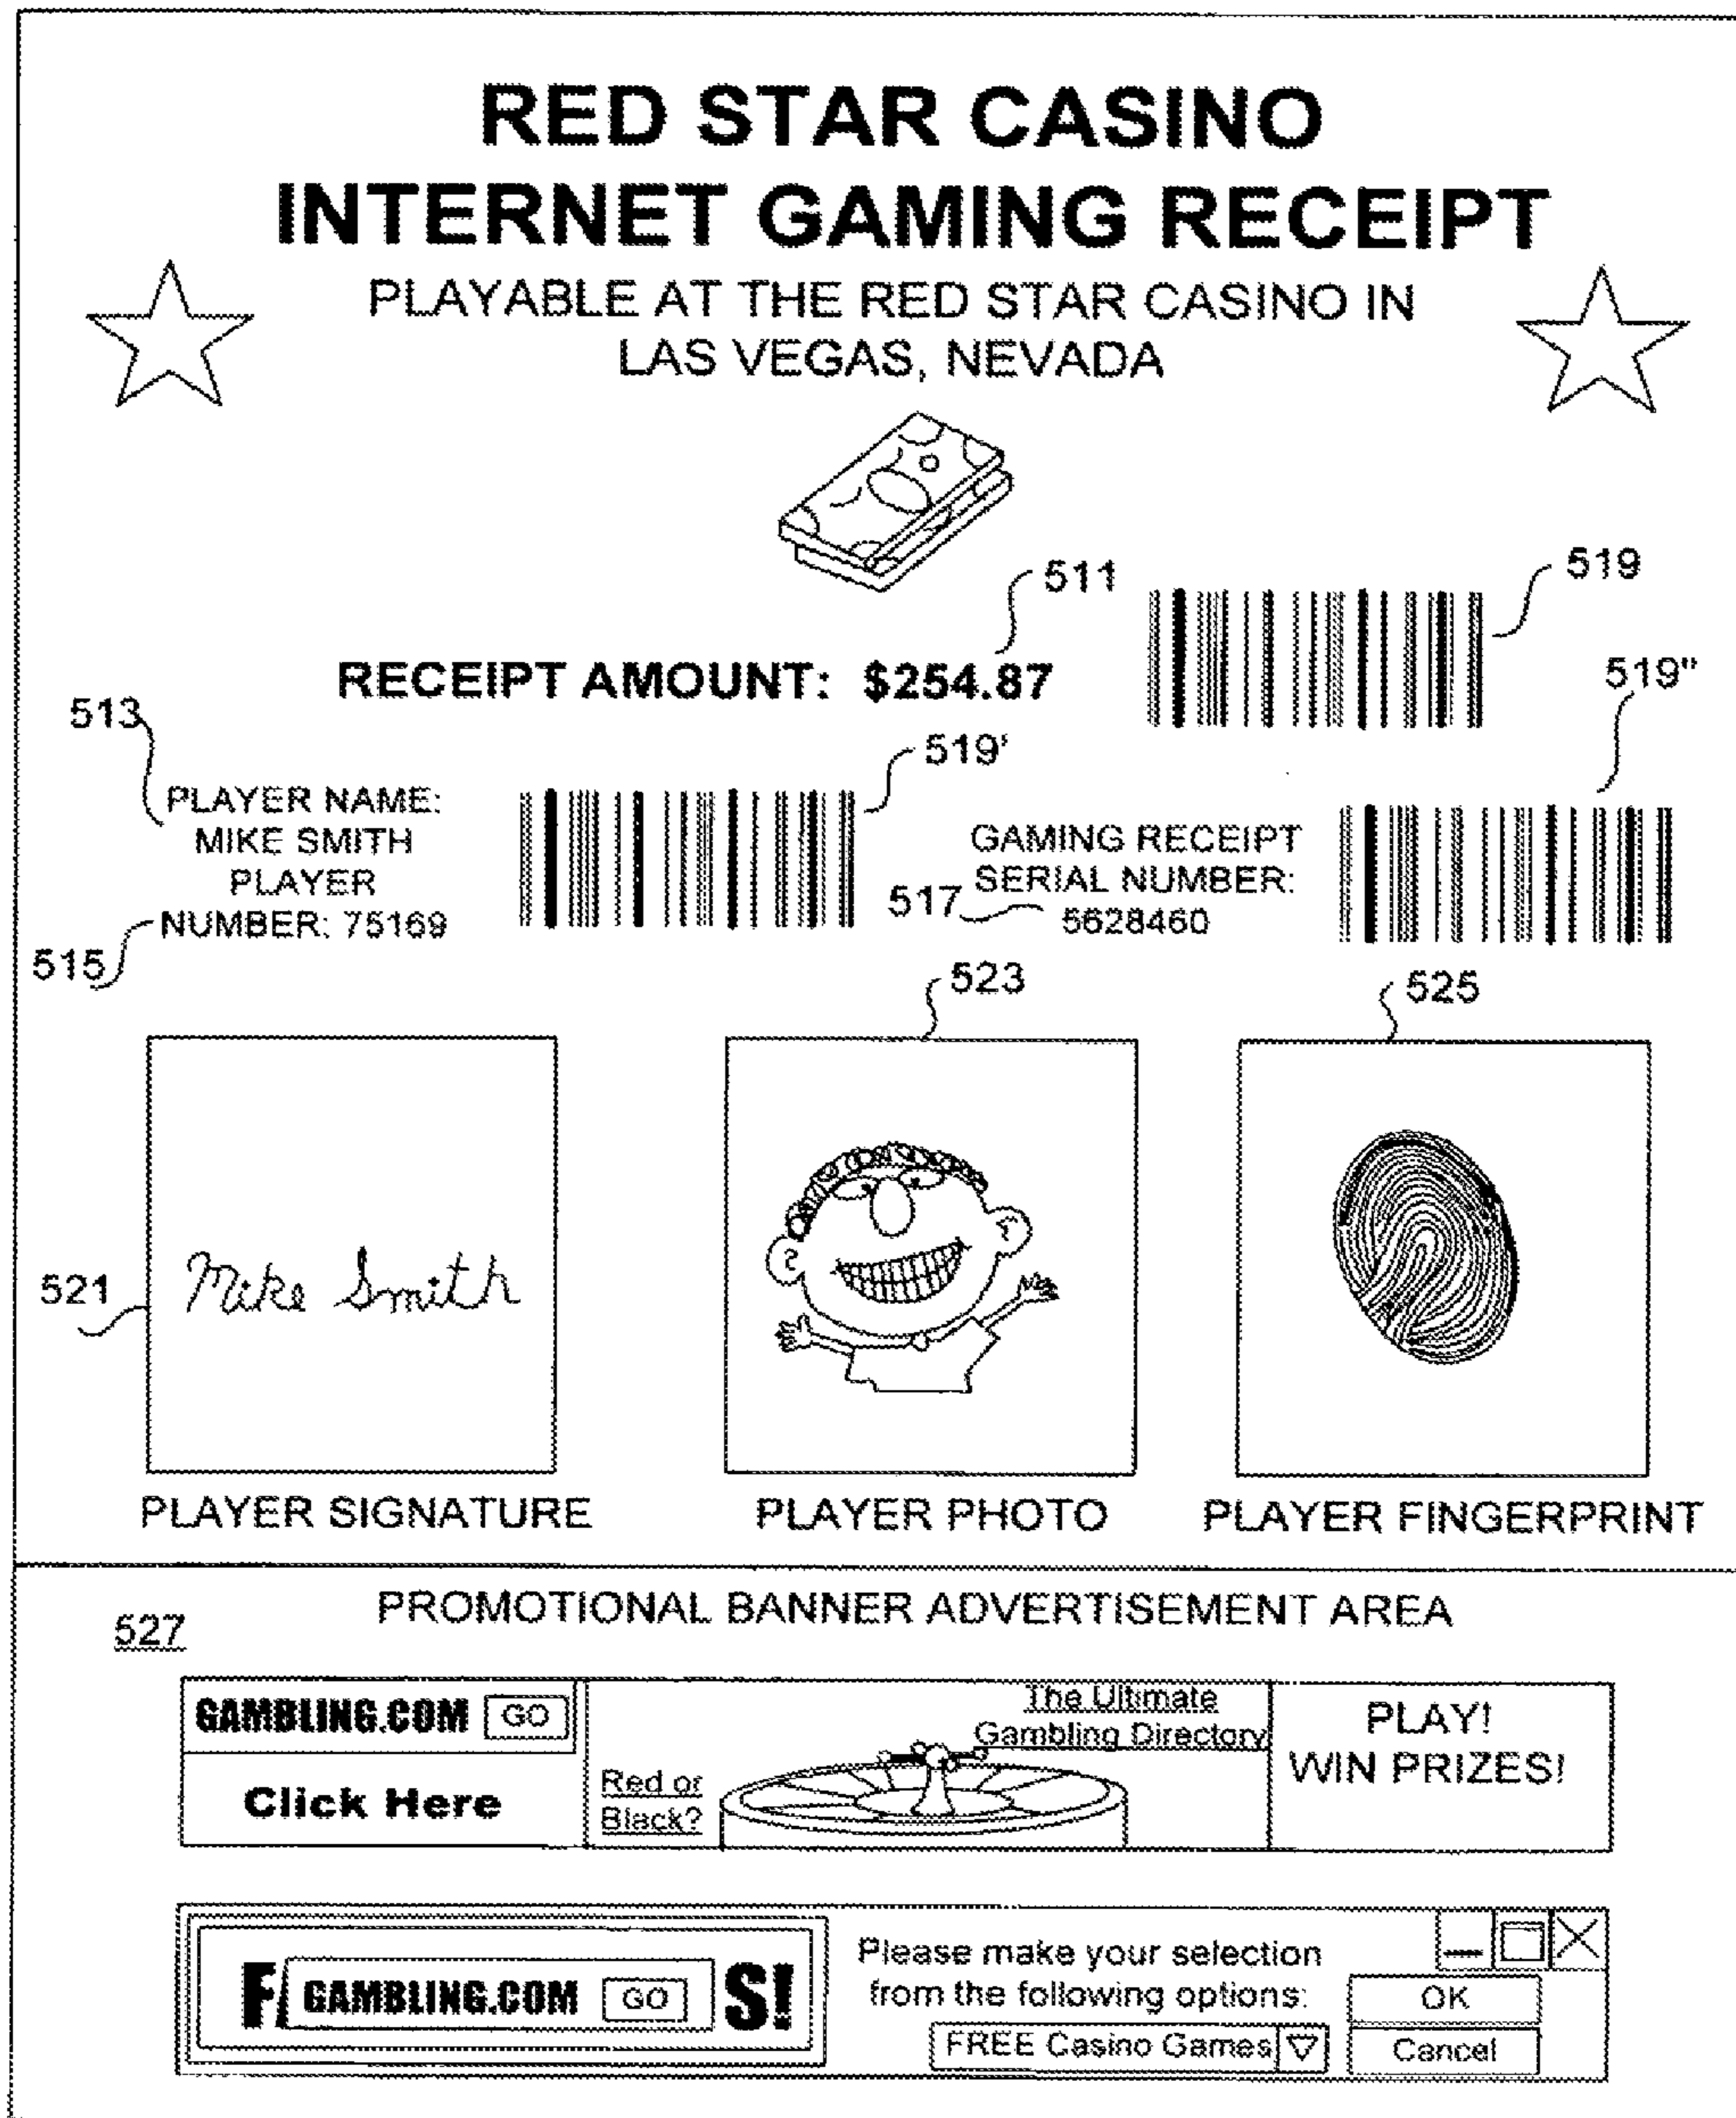 RED STAR CASINO
INTERNET GAMING RECEIPT
PLAYABLE AT THE RED STAR CASINO IN
LAS VEGAS, NEVADA
511
519
RECEIPT AMOUNT: $254.87
519"
513
519'
PLAYER NAME:
MIKE SMITH
PLAYER
NUMBER: 75169
515
GAMING RECEIPT
SERIAL NUMBER:
517
5628460
523
525
521
Mike Smith
PLAYER SIGNATURE
PLAYER PHOTO
PLAYER FINGERPRINT
527
PROMOTIONAL BANNER ADVERTISEMENT AREA
GAMBLING.COM GO
Click Here
Red or
Black?
The Ultimate
Gambling Directory
PLAY!
WIN PRIZES!
GAMBLING.COM GO
S!
Please make your selection
from the following options:
FREE Casino Games
OK
Cancel